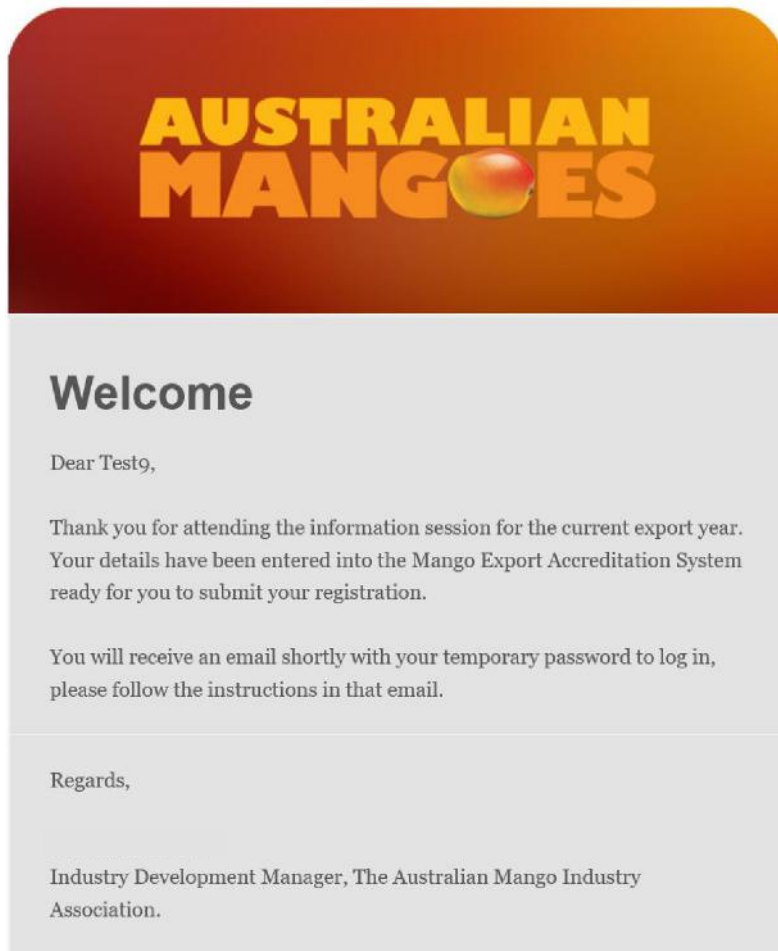 AUSTRALIAN
MANGOES
Welcome
Dear Test9,
Thank you for attending the information session for the current export year.
Your details have been entered into the Mango Export Accreditation System
ready for you to submit your registration.
You will receive an email shortly with your temporary password to log in,
please follow the instructions in that email.
Regards,
Industry Development Manager, The Australian Mango Industry
Association.